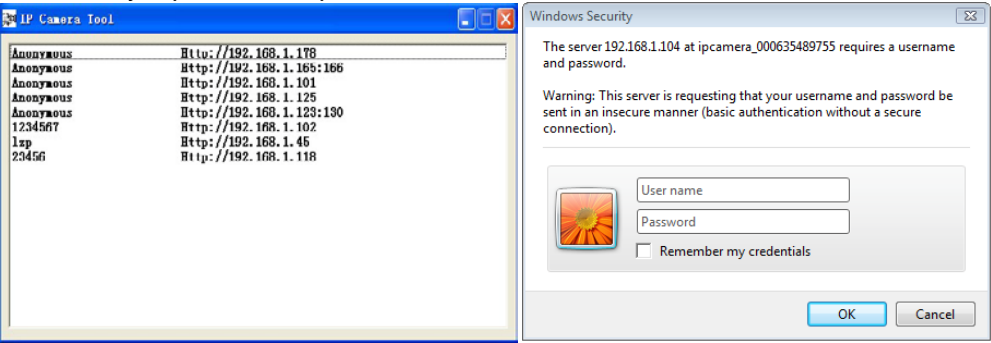 IP Camera Tool
Anonymous Http://192.168.1.178
Anonymous Http://192.168.1.165:166
Anonymous Http://192.168.1.101
Anonymous Http://192.168.1.125
Anonymous Http://192.168.1.123:130
1234567 Http://192.168.1.102
lzp Http://192.168.1.45
23456 Http://192.168.1.118
Windows Security
The server 192.168.1.104 at ipcamera_000635489755 requires a username
and password.
Warning: This server is requesting that your username and password be
sent in an insecure manner (basic authentication without a secure
connection).
User name
Password
Remember my credentials
OK Cancel